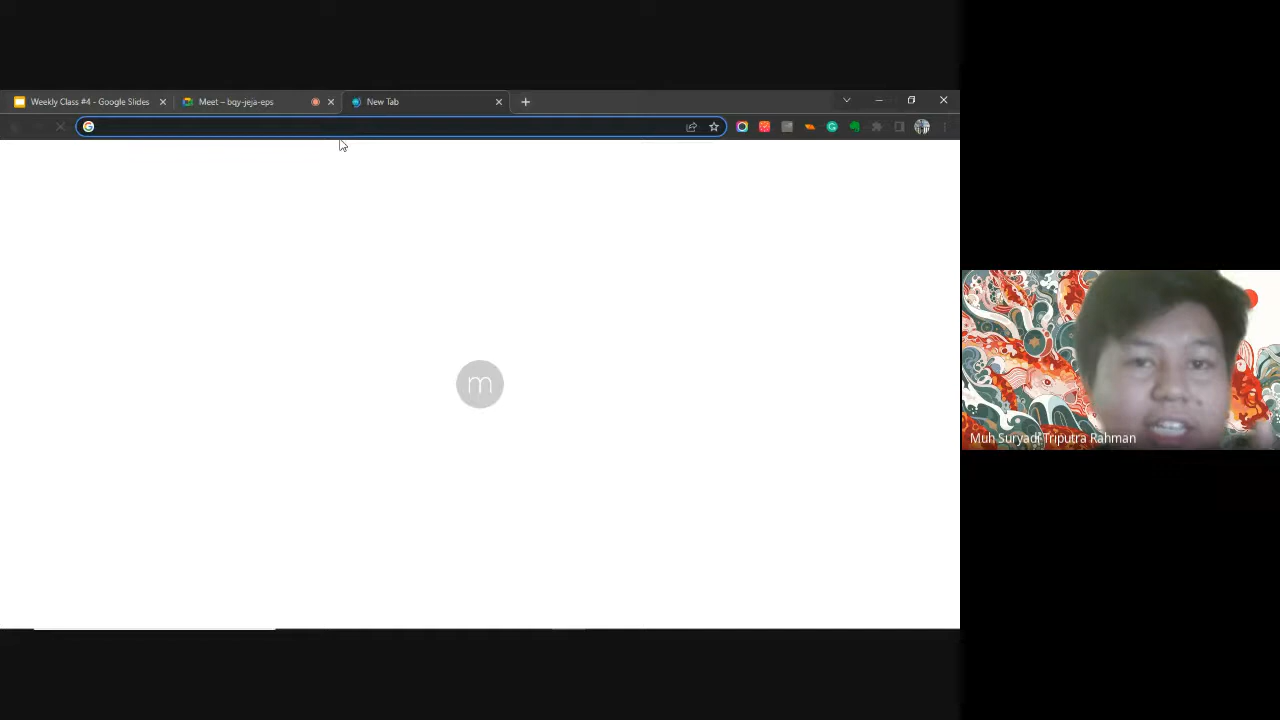 Weekly Class #4 - Google Slides
Meet – bqy-jeja-eps
New Tab
m
Muh Suryadi Triputra Rahman